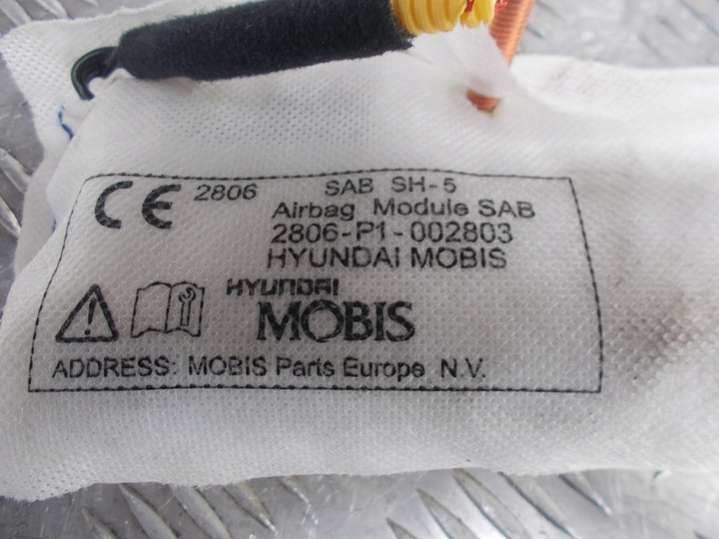 CE 2806 SAB SH-5
Airbag Module SAB
2806-P1-002803
HYUNDAI MOBIS
HYUNDAI
MOBIS
ADDRESS: MOBIS Parts Europe N.V.